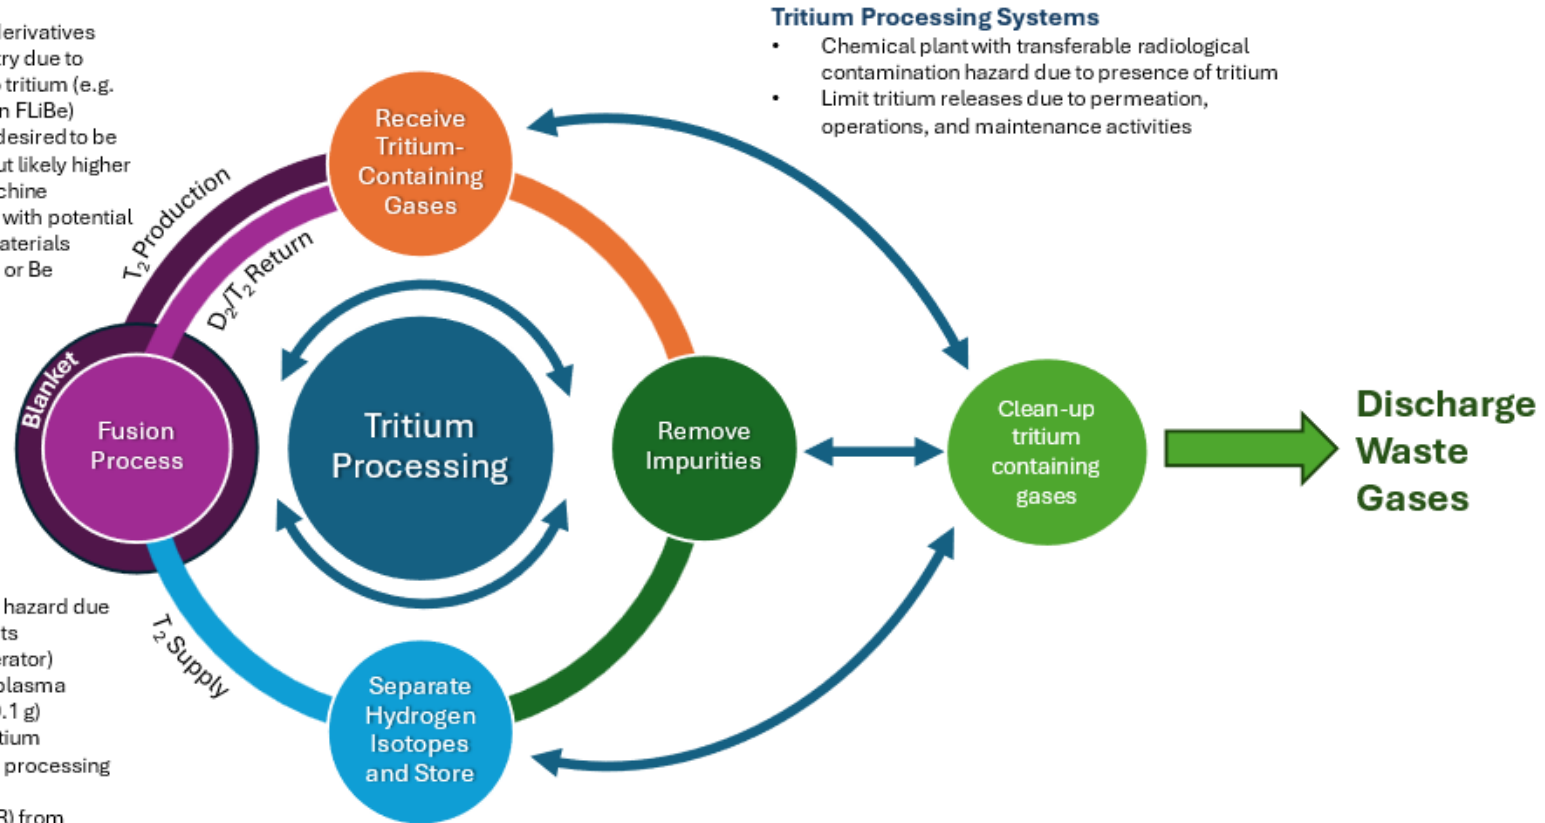 erivatives
ry due to
tritium (e.g.
n FLiBe)
desired to be
ut likely higher
chine
with potential
aterials
or Be
Tritium Processing Systems
• Chemical plant with transferable radiological
contamination hazard due to presence of tritium
• Limit tritium releases due to permeation,
operations, and maintenance activities
Receive
Tritium-
Containing
Gases
T₂ Production
D₂/T₂ Return
Blanket
Fusion
Process
Tritium
Processing
Remove
Impurities
Clean-up
tritium
containing
gases
Discharge
Waste
Gases
T₂ Supply
Separate
Hydrogen
Isotopes
and Store
hazard due
ts
erator)
plasma
.1 g)
tium
processing
R) from